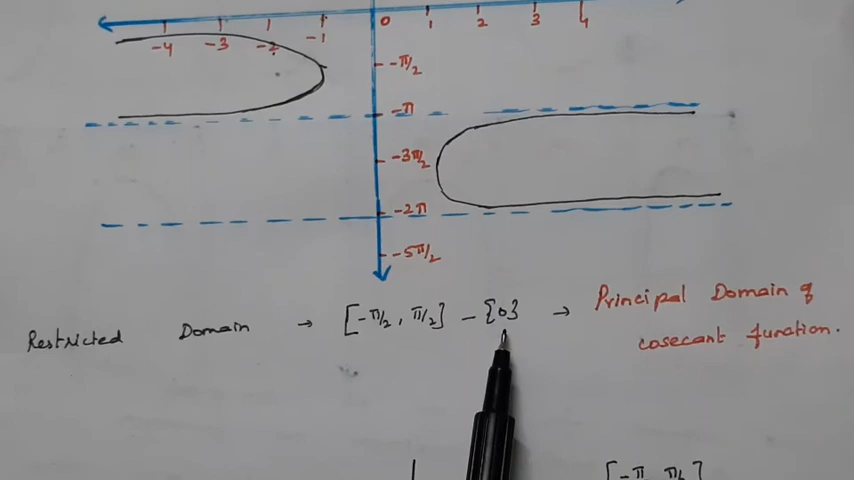 -4 -3 -2 -1 0 1 2 3 4
-π/2
-π
-3π/2
-2π
-5π/2
Restricted Domain → [-π/2, π/2] - {0} → Principal Domain of
cosecant function.